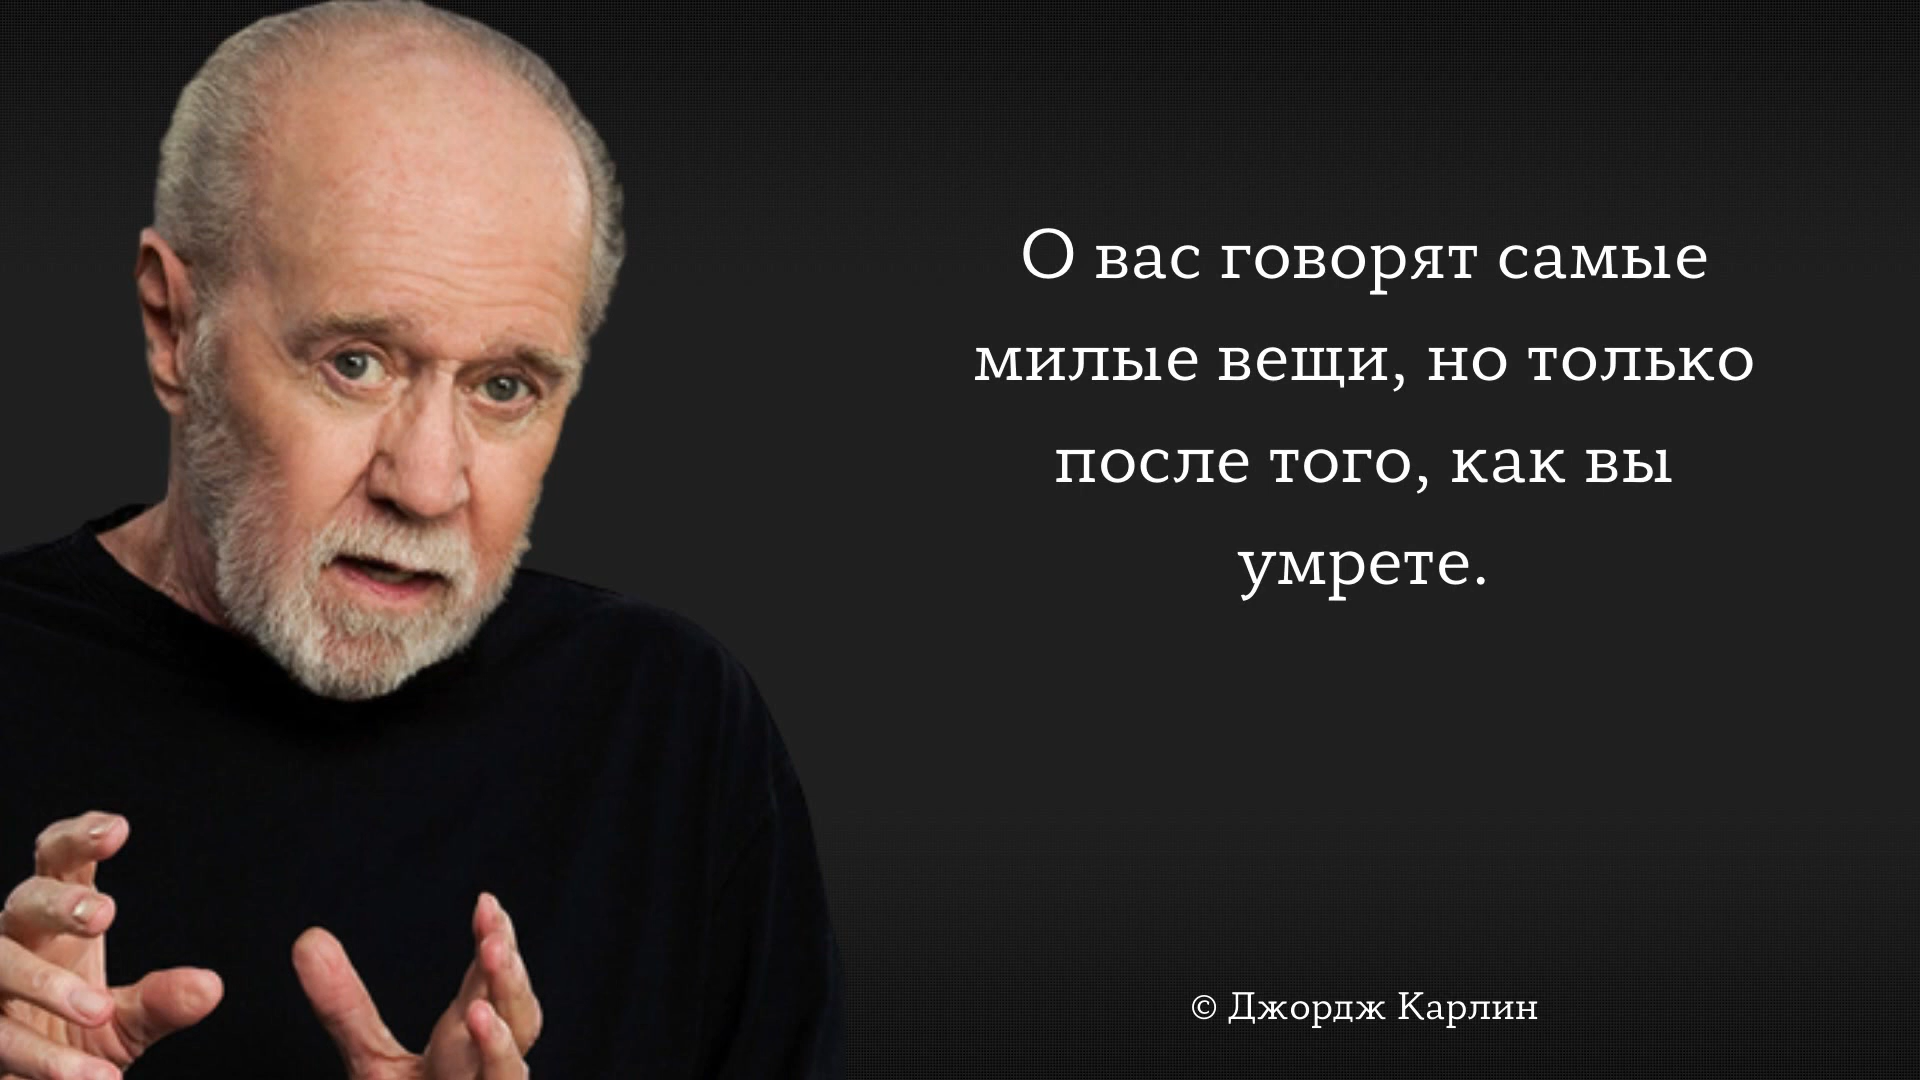 О вас говорят самые
милые вещи, но только
после того, как вы
умрете.
© Джордж Карлин